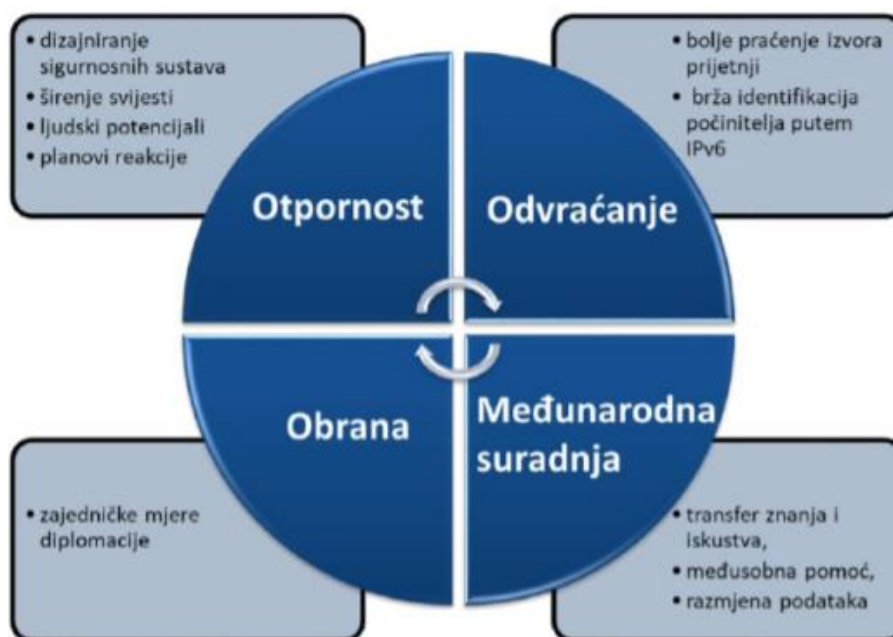 • dizajniranje
sigurnosnih sustava
• širenje svijesti
• ljudski potencijali
• planovi reakcije
• bolje praćenje izvora
prijetnji
• brža identifikacija
počinitelja putem
IPv6
Otpornost
Odvraćanje
Obrana
Međunarodna
suradnja
• zajedničke mjere
diplomacije
• transfer znanja i
iskustva,
• međusobna pomoć,
• razmjena podataka